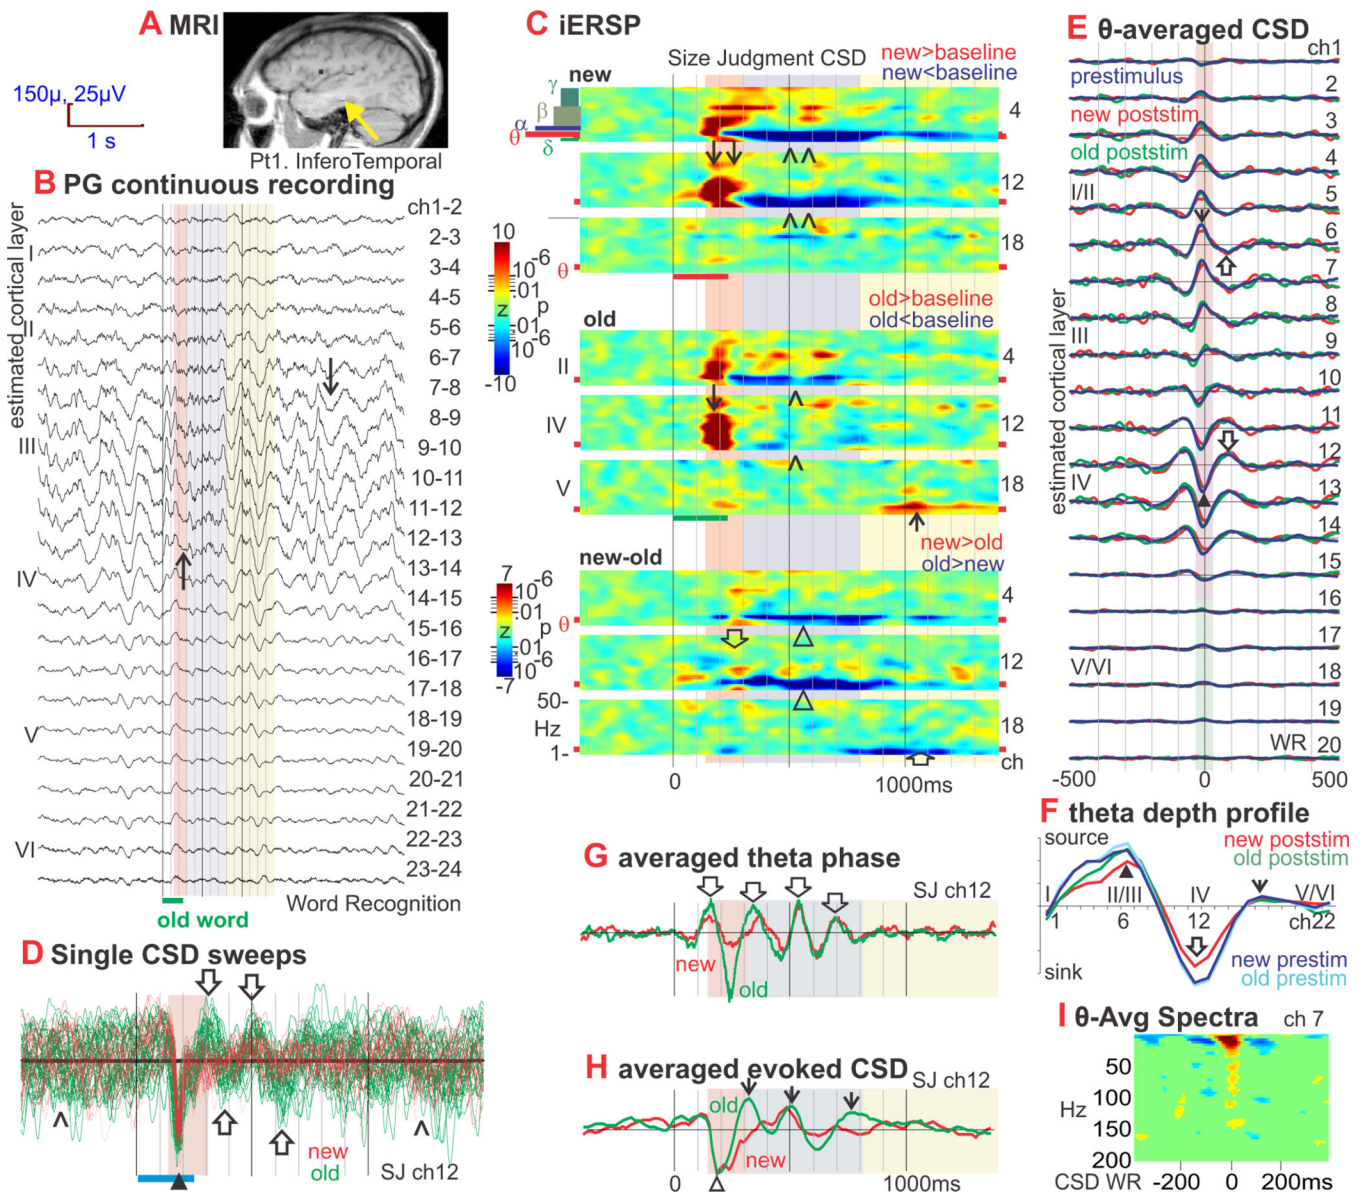 A MRI
150µ, 25µV
1 s
Pt1. InferoTemporal
B PG continuous recording
estimated cortical layer
ch1-2
2-3
I
3-4
4-5
II
5-6
6-7
7-8
8-9
III
9-10
10-11
11-12
12-13
IV
13-14
14-15
15-16
16-17
17-18
V
18-19
19-20
20-21
21-22
VI
22-23
23-24
old word
Word Recognition
C iERSP
Size Judgment CSD
new>baseline
new<baseline
new
γ
β
α
θ
δ
4
12
18
θ
10
10-6
.01
z
p
.01
10-6
-10
old>baseline
old<baseline
old
II
4
IV
12
V
18
new>old
old>new
new-old
7
10-6
.01
z
p
.01
10-6
-7
θ
4
12
50-
Hz
18
1-
ch
0
1000ms
D Single CSD sweeps
new
old
SJ ch12
E θ-averaged CSD
ch1
prestimulus
2
new poststim
3
old poststim
4
I/II
5
6
7
8
III
9
10
11
12
IV
13
14
15
16
17
V/VI
18
19
WR
20
estimated cortical layer
-500
0
500
F theta depth profile
source
new poststim
old poststim
I
II/III
IV
V/VI
1
6
12
ch22
sink
new prestim
old prestim
G averaged theta phase
SJ ch12
new
old
H averaged evoked CSD
SJ ch12
old
new
0
1000ms
I θ-Avg Spectra ch 7
50
100
Hz
150
200
CSD WR
-200
0
200ms